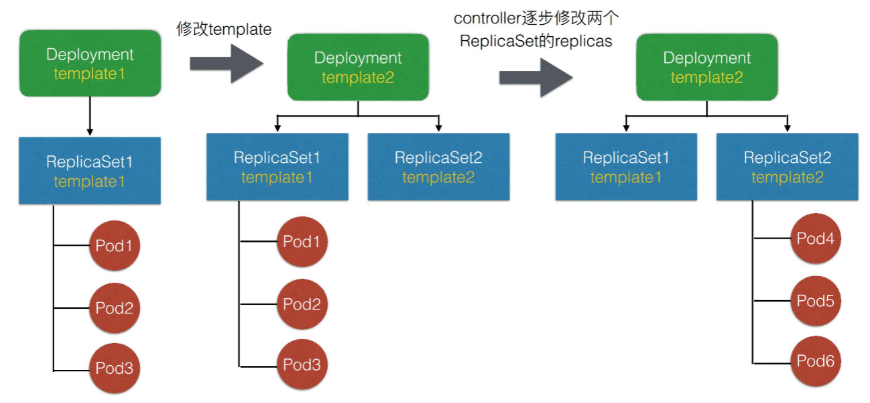 Deployment
template1
修改template
Deployment
template2
controller逐步修改两个
ReplicaSet的replicas
Deployment
template2
ReplicaSet1
template1
ReplicaSet1
template1
ReplicaSet2
template2
ReplicaSet1
template1
ReplicaSet2
template2
Pod1
Pod2
Pod3
Pod1
Pod2
Pod3
Pod4
Pod5
Pod6